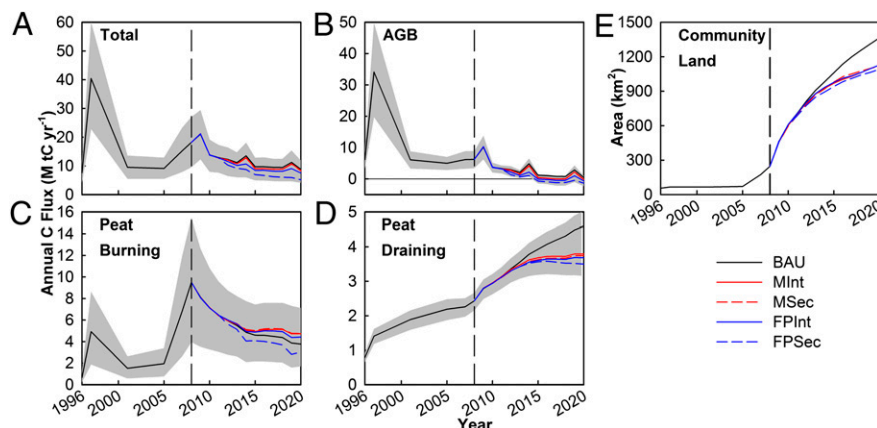 A
Total
60
50
40
30
20
10
0
B
AGB
50
40
30
20
10
0
E
Community
Land
1500
1200
900
600
300
0
Area (km²)
1996
2000
2005
2010
2015
2020
Annual C Flux (M tC yr⁻¹)
C
Peat
Burning
16
14
12
10
8
6
4
2
0
1996
2000
2005
2010
2015
2020
D
Peat
Draining
5
4
3
2
1
0
1996
2000
2005
2010
2015
2020
Year
BAU
MInt
MSec
FPInt
FPSec